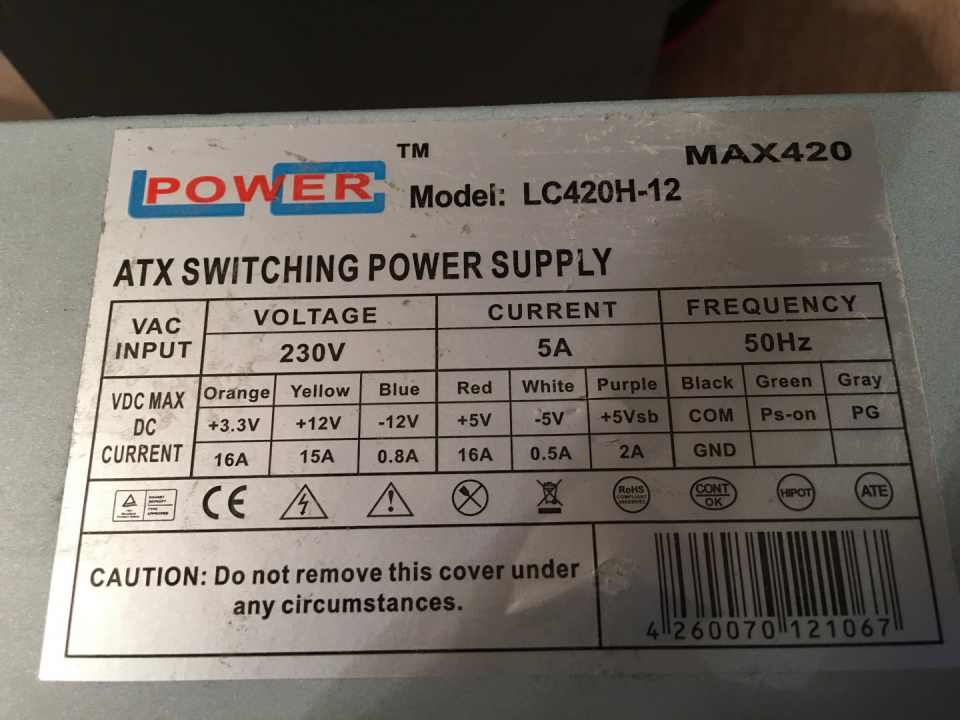 MAX420
POWER TM
Model: LC420H-12
ATX SWITCHING POWER SUPPLY
VAC INPUT VOLTAGE CURRENT FREQUENCY
230V 5A 50Hz
VDC MAX DC CURRENT Orange Yellow Blue Red White Purple Black Green Gray
+3.3V +12V -12V +5V -5V +5Vsb COM Ps-on PG
16A 15A 0.8A 16A 0.5A 2A GND
CE RoHS CONT OK HIPOT ATE
CAUTION: Do not remove this cover under
any circumstances.
4 260070 121067